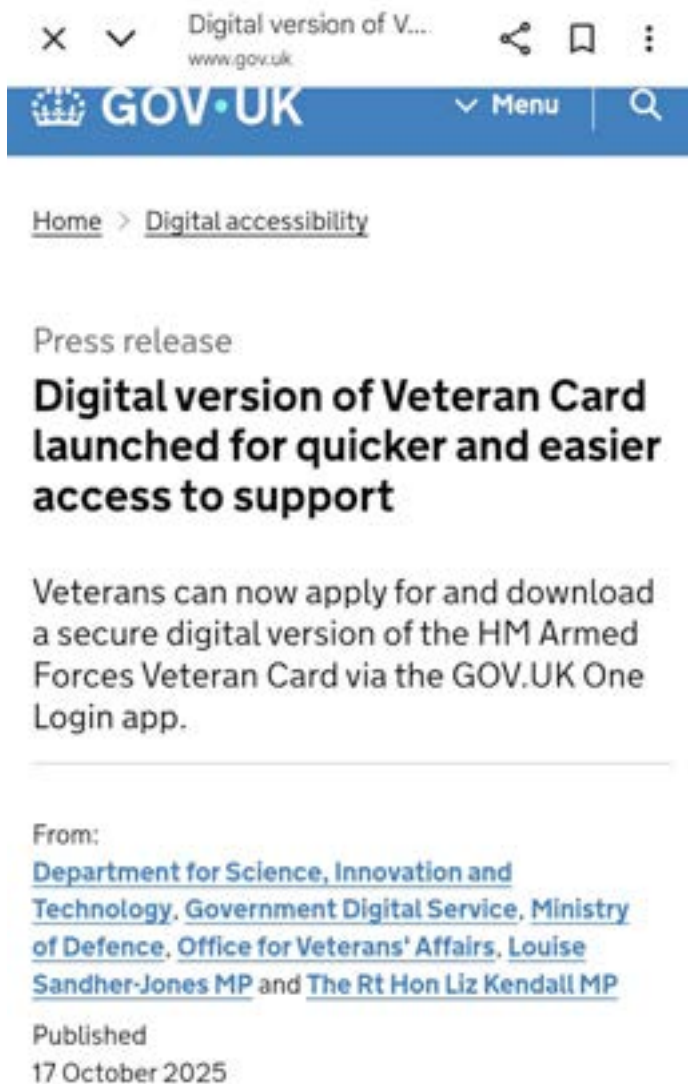 Digital version of V...
www.gov.uk
GOV•UK
Menu
Home > Digital accessibility
Press release
Digital version of Veteran Card
launched for quicker and easier
access to support
Veterans can now apply for and download
a secure digital version of the HM Armed
Forces Veteran Card via the GOV.UK One
Login app.
From:
Department for Science, Innovation and
Technology, Government Digital Service, Ministry
of Defence, Office for Veterans' Affairs, Louise
Sandher-Jones MP and The Rt Hon Liz Kendall MP
Published
17 October 2025